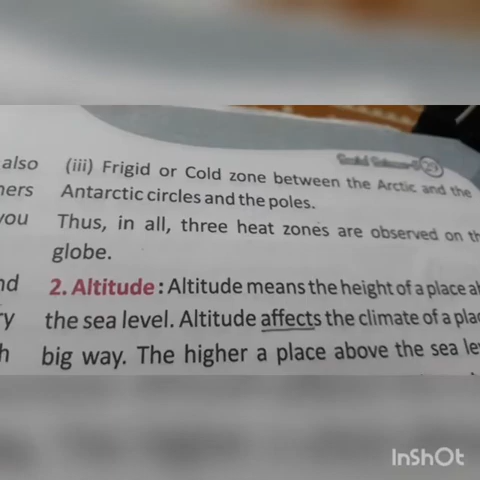 also
ners
you
nd
ry
h
(iii) Frigid or Cold zone between the Arctic and the
Antarctic circles and the poles.
Thus, in all, three heat zones are observed on th
globe.
2. Altitude : Altitude means the height of a place ab
the sea level. Altitude affects the climate of a plac
big way. The higher a place above the sea lev
InShOt